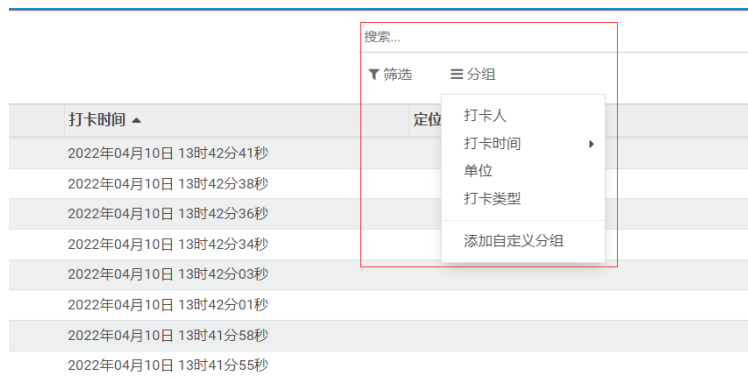 搜索...
筛选 分组
打卡时间 定位
打卡人
打卡时间
单位
打卡类型
添加自定义分组
2022年04月10日 13时42分41秒
2022年04月10日 13时42分38秒
2022年04月10日 13时42分36秒
2022年04月10日 13时42分34秒
2022年04月10日 13时42分03秒
2022年04月10日 13时42分01秒
2022年04月10日 13时41分58秒
2022年04月10日 13时41分55秒